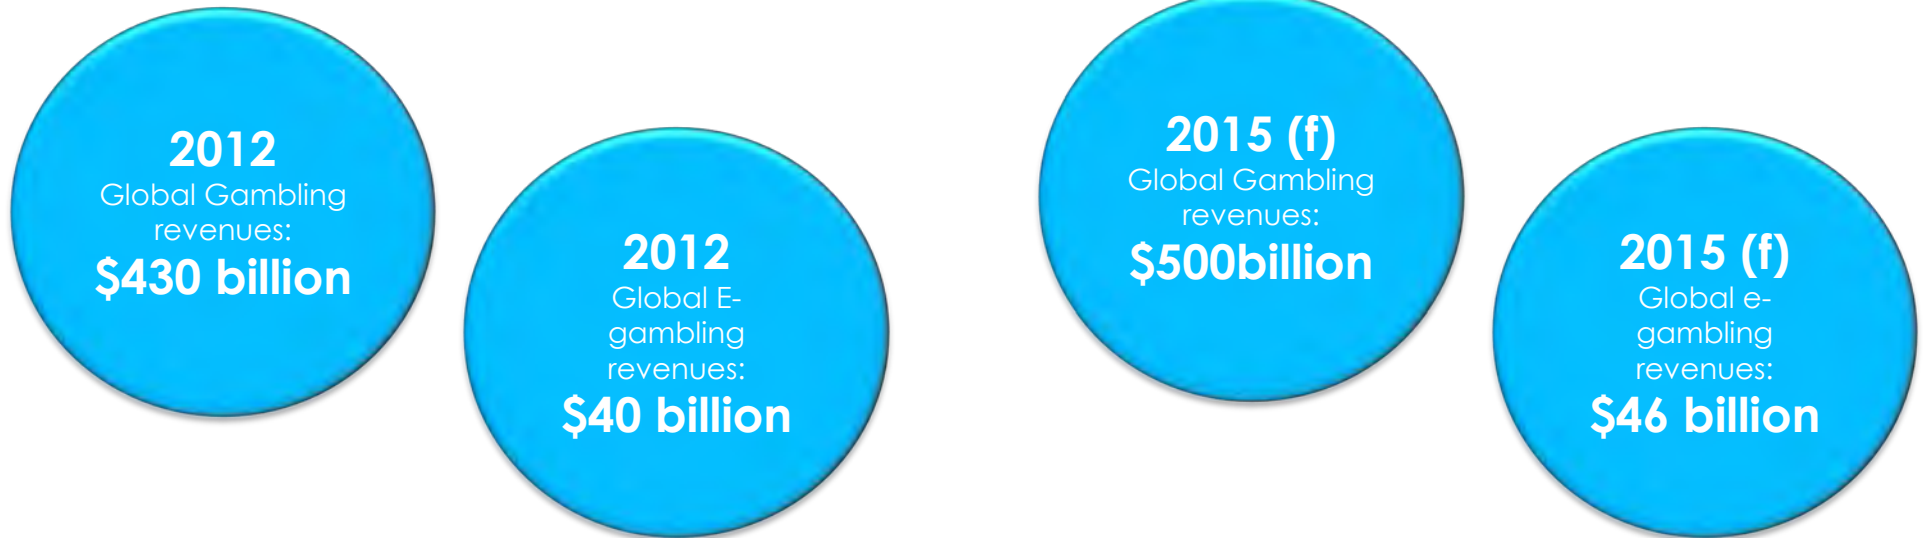 2012
Global Gambling
revenues:
$430 billion
2012
Global E-
gambling
revenues:
$40 billion
2015 (f)
Global Gambling
revenues:
$500billion
2015 (f)
Global e-
gambling
revenues:
$46 billion